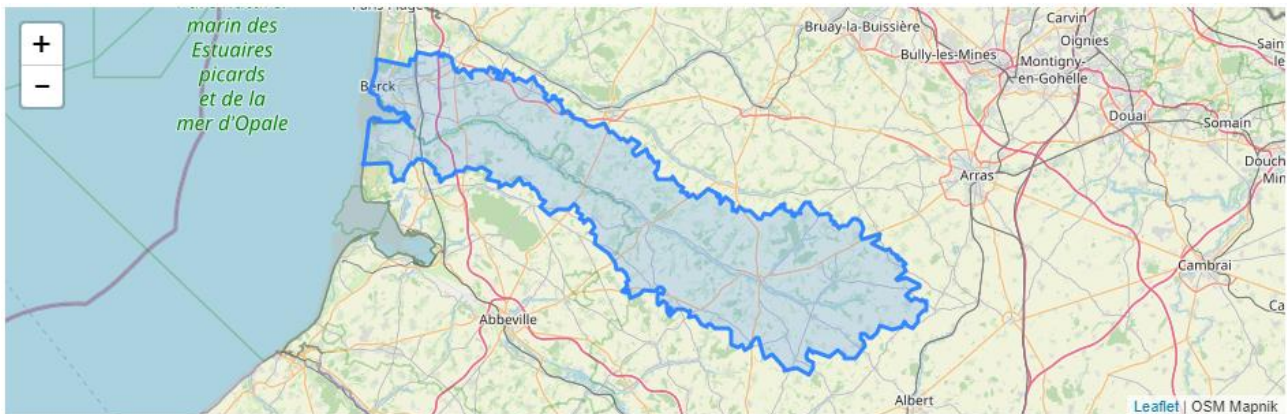 +
−
marin des
Estuaires
picards
et de la
mer d'Opale
Berck
Bruay-la-Buissière
Bully-les-Mines
Carvin
Oignies
Montigny-
en-Gohelle
Douai
Somain
Arras
Cambrai
Abbeville
Albert
Leaflet | OSM Mapnik